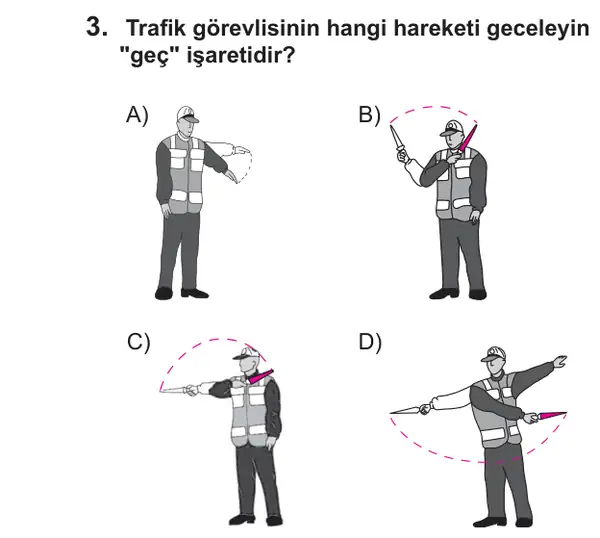 3. Trafik görevlisinin hangi hareketi geceleyin
"geç" işaretidir?
A)
B)
C)
D)